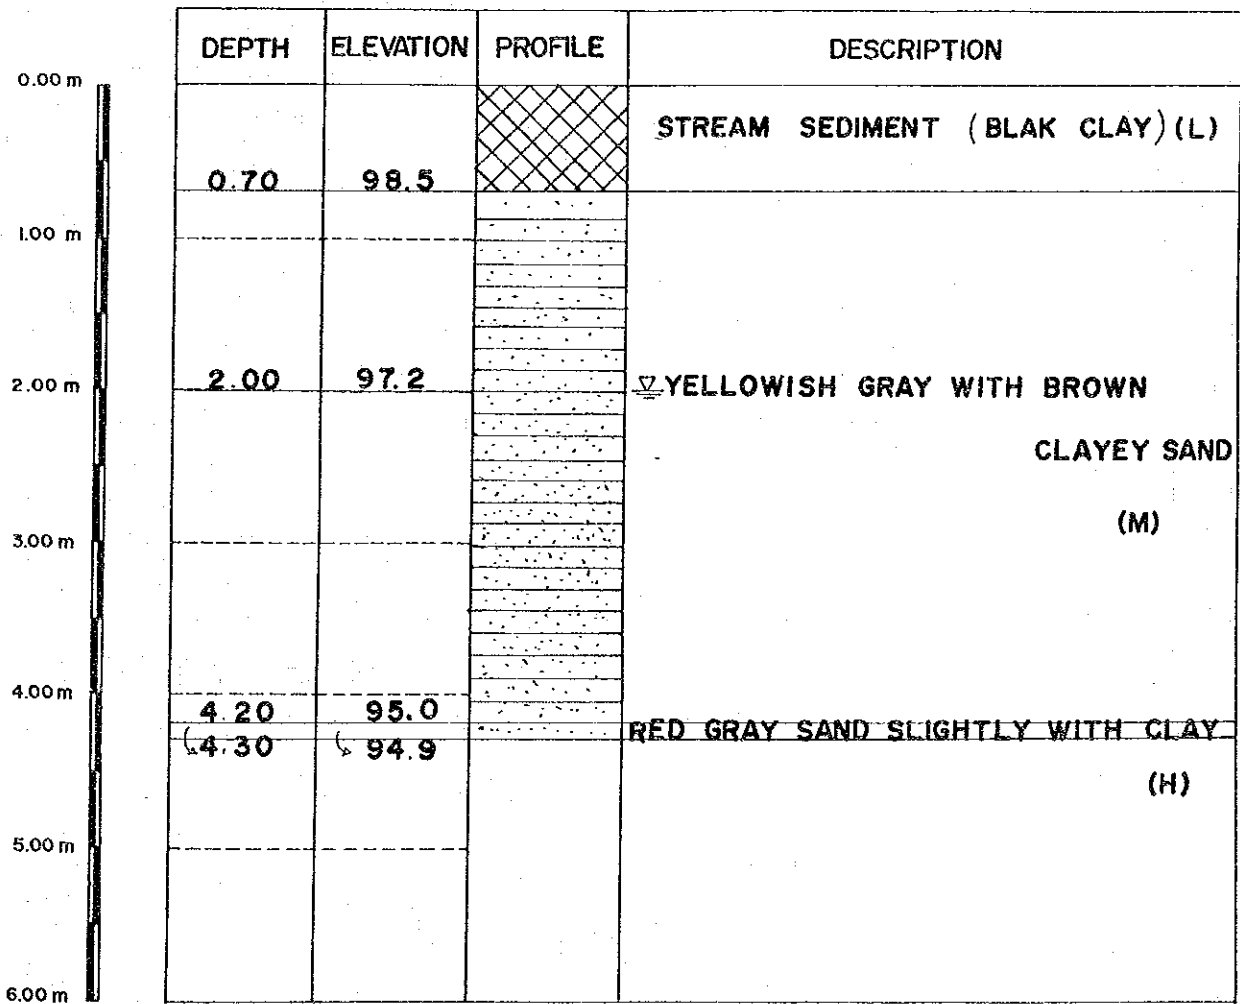 DEPTH ELEVATION PROFILE DESCRIPTION
0.00 m
STREAM SEDIMENT (BLAK CLAY) (L)
0.70 98.5
1.00 m
2.00 m 2.00 97.2 YELLOWISH GRAY WITH BROWN
CLAYEY SAND
(M)
3.00 m
4.00 m
4.20 95.0
RED GRAY SAND SLIGHTLY WITH CLAY
4.30 94.9
(H)
5.00 m
6.00 m